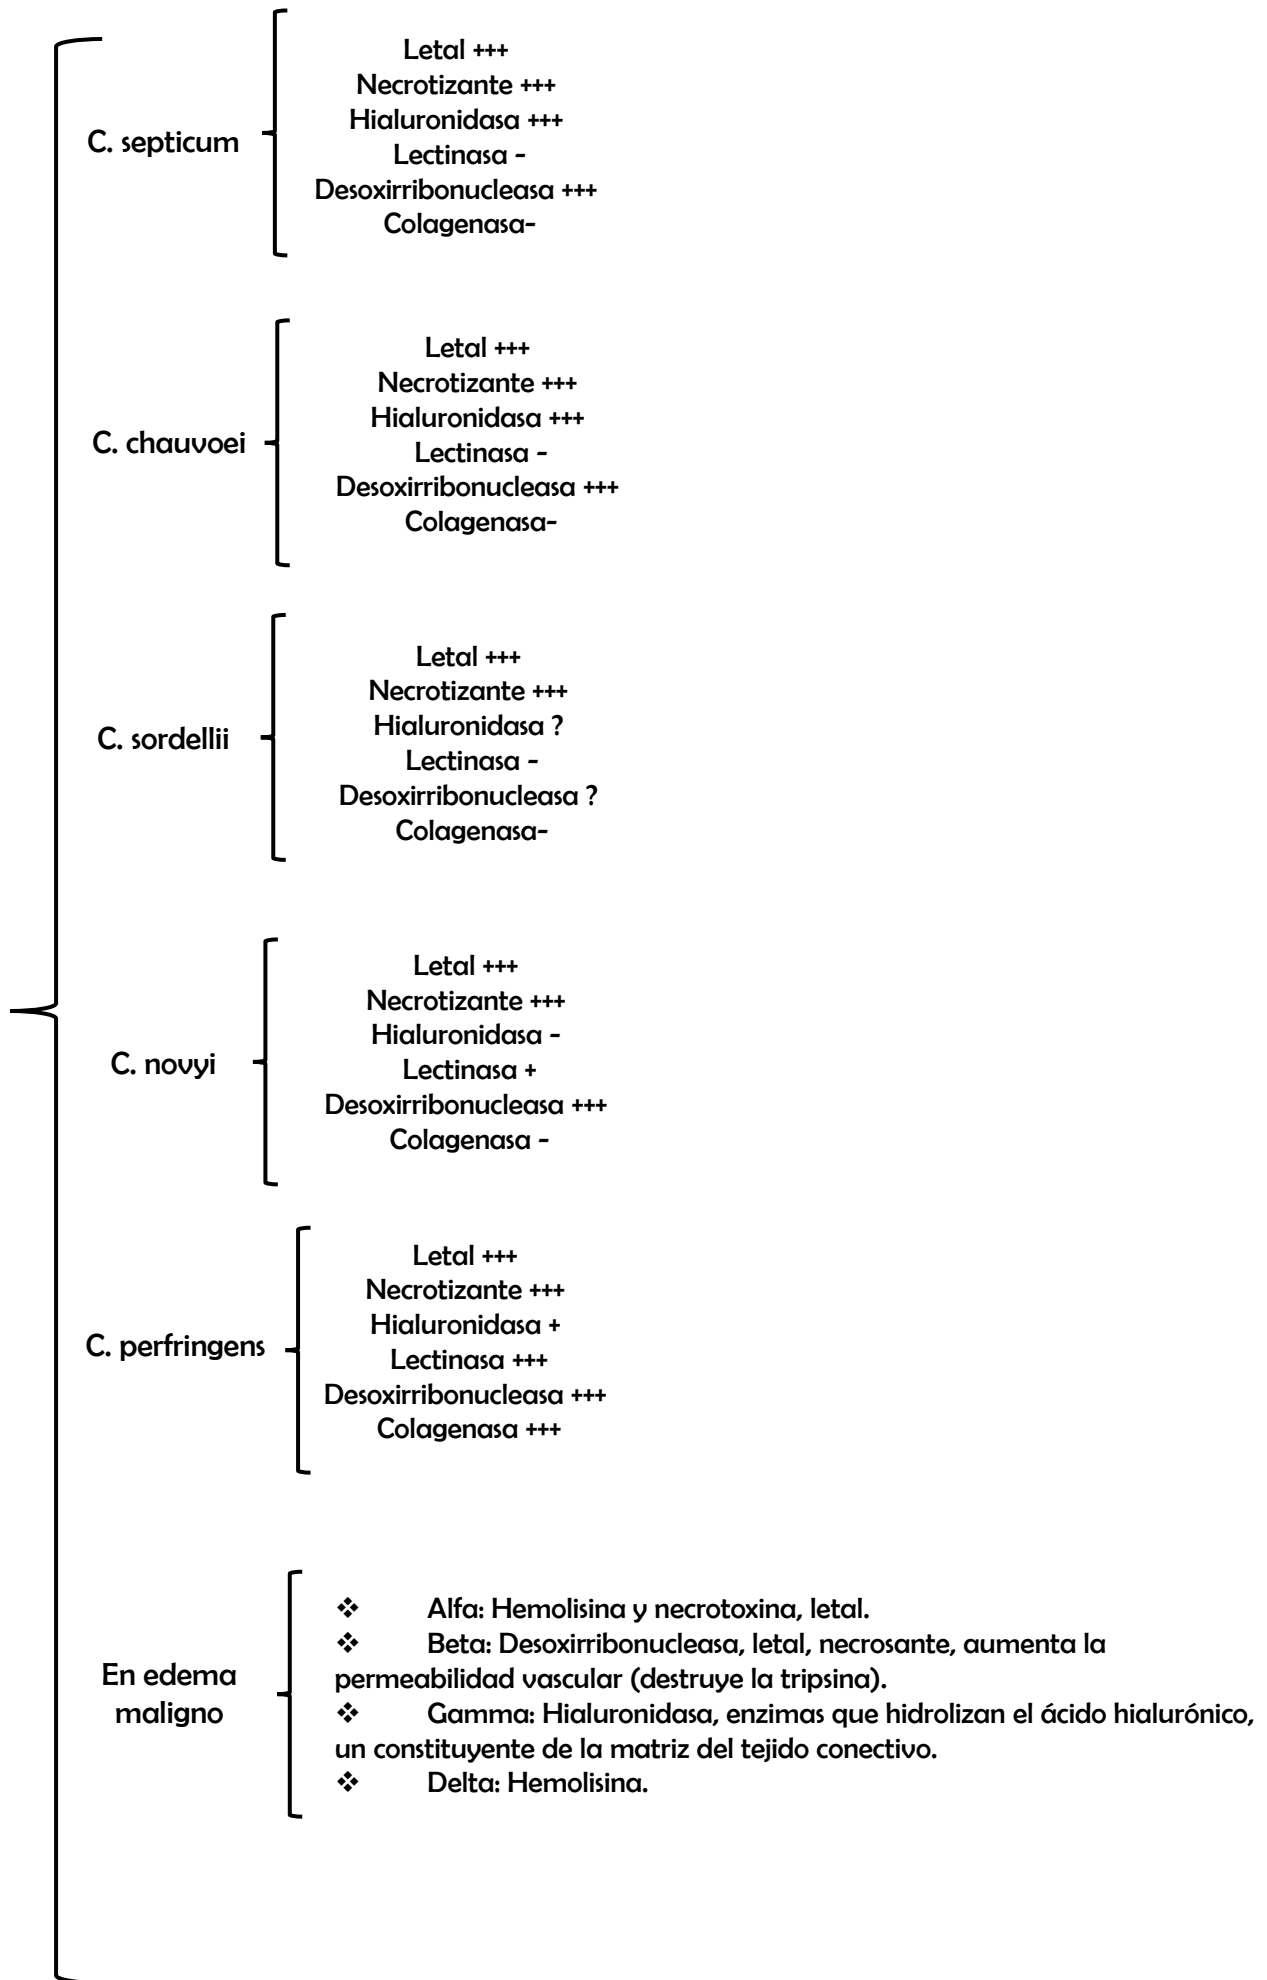 C. septicum
Letal +++
Necrotizante +++
Hialuronidasa +++
Lectinasa -
Desoxirribonucleasa +++
Colagenasa-
C. chauvoei
Letal +++
Necrotizante +++
Hialuronidasa +++
Lectinasa -
Desoxirribonucleasa +++
Colagenasa-
C. sordellii
Letal +++
Necrotizante +++
Hialuronidasa ?
Lectinasa -
Desoxirribonucleasa ?
Colagenasa-
C. novyi
Letal +++
Necrotizante +++
Hialuronidasa -
Lectinasa +
Desoxirribonucleasa +++
Colagenasa -
C. perfringens
Letal +++
Necrotizante +++
Hialuronidasa +
Lectinasa +++
Desoxirribonucleasa +++
Colagenasa +++
En edema
maligno
❖ Alfa: Hemolisina y necrotoxina, letal.
❖ Beta: Desoxirribonucleasa, letal, necrosante, aumenta la
permeabilidad vascular (destruye la tripsina).
❖ Gamma: Hialuronidasa, enzimas que hidrolizan el ácido hialurónico,
un constituyente de la matriz del tejido conectivo.
❖ Delta: Hemolisina.